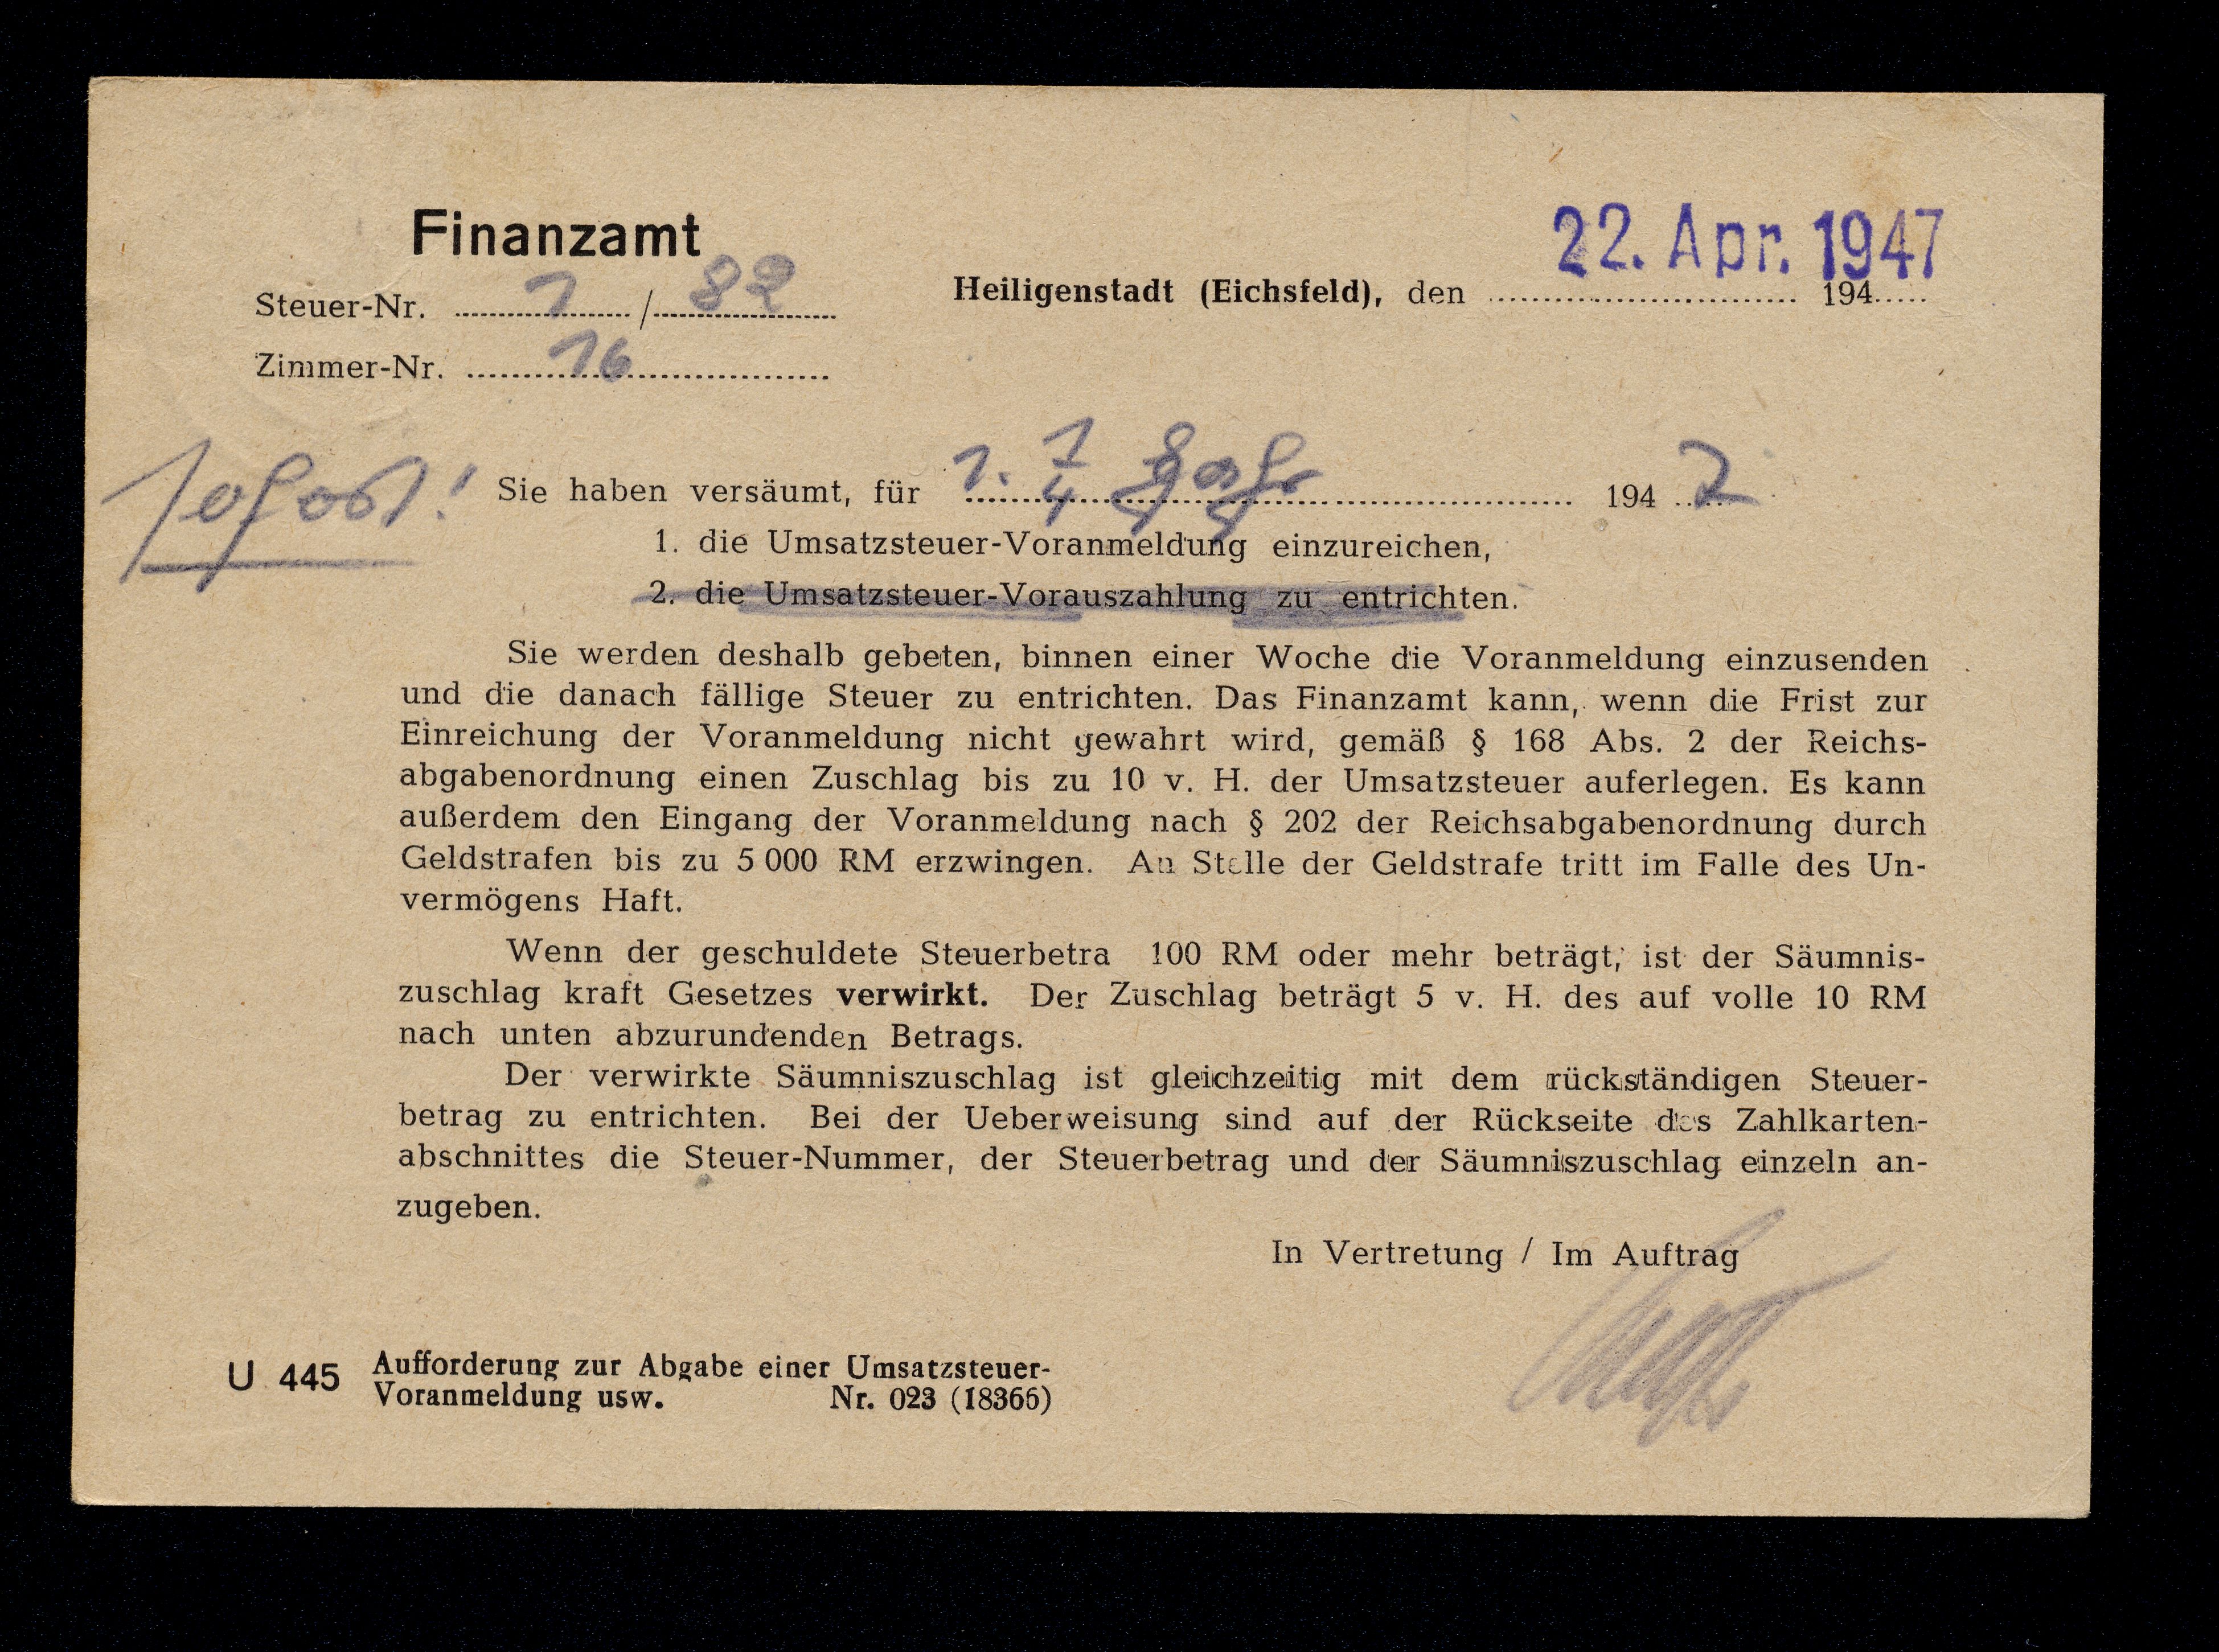 Finanzamt
22. Apr. 1947
Steuer-Nr. 1 / 82
Heiligenstadt (Eichsfeld), den 194
Zimmer-Nr. 16
sofort!
Sie haben versäumt, für 1. 1/4 Jahr 194 7
1. die Umsatzsteuer-Voranmeldung einzureichen,
2. die Umsatzsteuer-Vorauszahlung zu entrichten.
Sie werden deshalb gebeten, binnen einer Woche die Voranmeldung einzusenden
und die danach fällige Steuer zu entrichten. Das Finanzamt kann, wenn die Frist zur
Einreichung der Voranmeldung nicht gewahrt wird, gemäß § 168 Abs. 2 der Reichs-
abgabenordnung einen Zuschlag bis zu 10 v. H. der Umsatzsteuer auferlegen. Es kann
außerdem den Eingang der Voranmeldung nach § 202 der Reichsabgabenordnung durch
Geldstrafen bis zu 5 000 RM erzwingen. An Stelle der Geldstrafe tritt im Falle des Un-
vermögens Haft.
Wenn der geschuldete Steuerbetra 100 RM oder mehr beträgt, ist der Säumnis-
zuschlag kraft Gesetzes verwirkt. Der Zuschlag beträgt 5 v. H. des auf volle 10 RM
nach unten abzurundenden Betrags.
Der verwirkte Säumniszuschlag ist gleichzeitig mit dem rückständigen Steuer-
betrag zu entrichten. Bei der Ueberweisung sind auf der Rückseite des Zahlkarten-
abschnittes die Steuer-Nummer, der Steuerbetrag und der Säumniszuschlag einzeln an-
zugeben.
In Vertretung / Im Auftrag
U 445 Aufforderung zur Abgabe einer Umsatzsteuer-
Voranmeldung usw. Nr. 023 (18366)